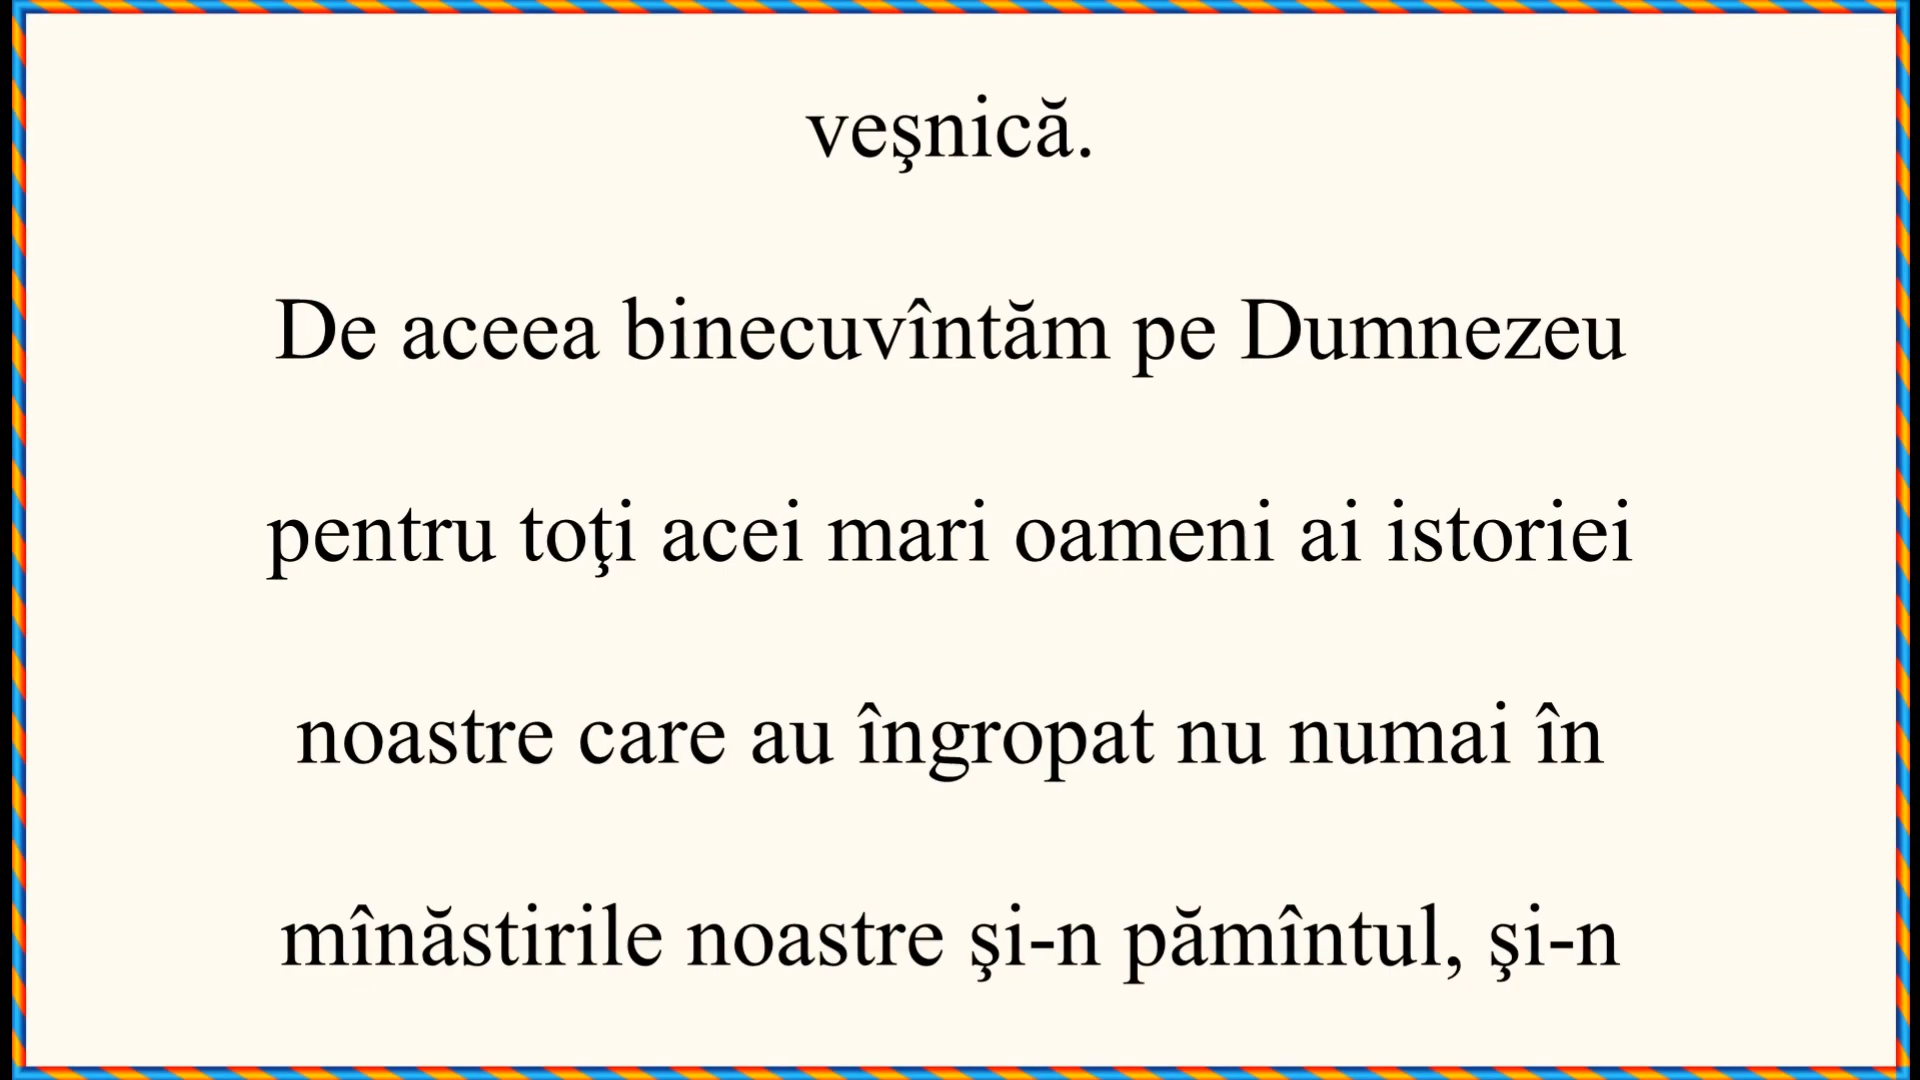 veşnică.
De aceea binecuvîntăm pe Dumnezeu
pentru toţi acei mari oameni ai istoriei
noastre care au îngropat nu numai în
mînăstirile noastre şi-n pămîntul, şi-n